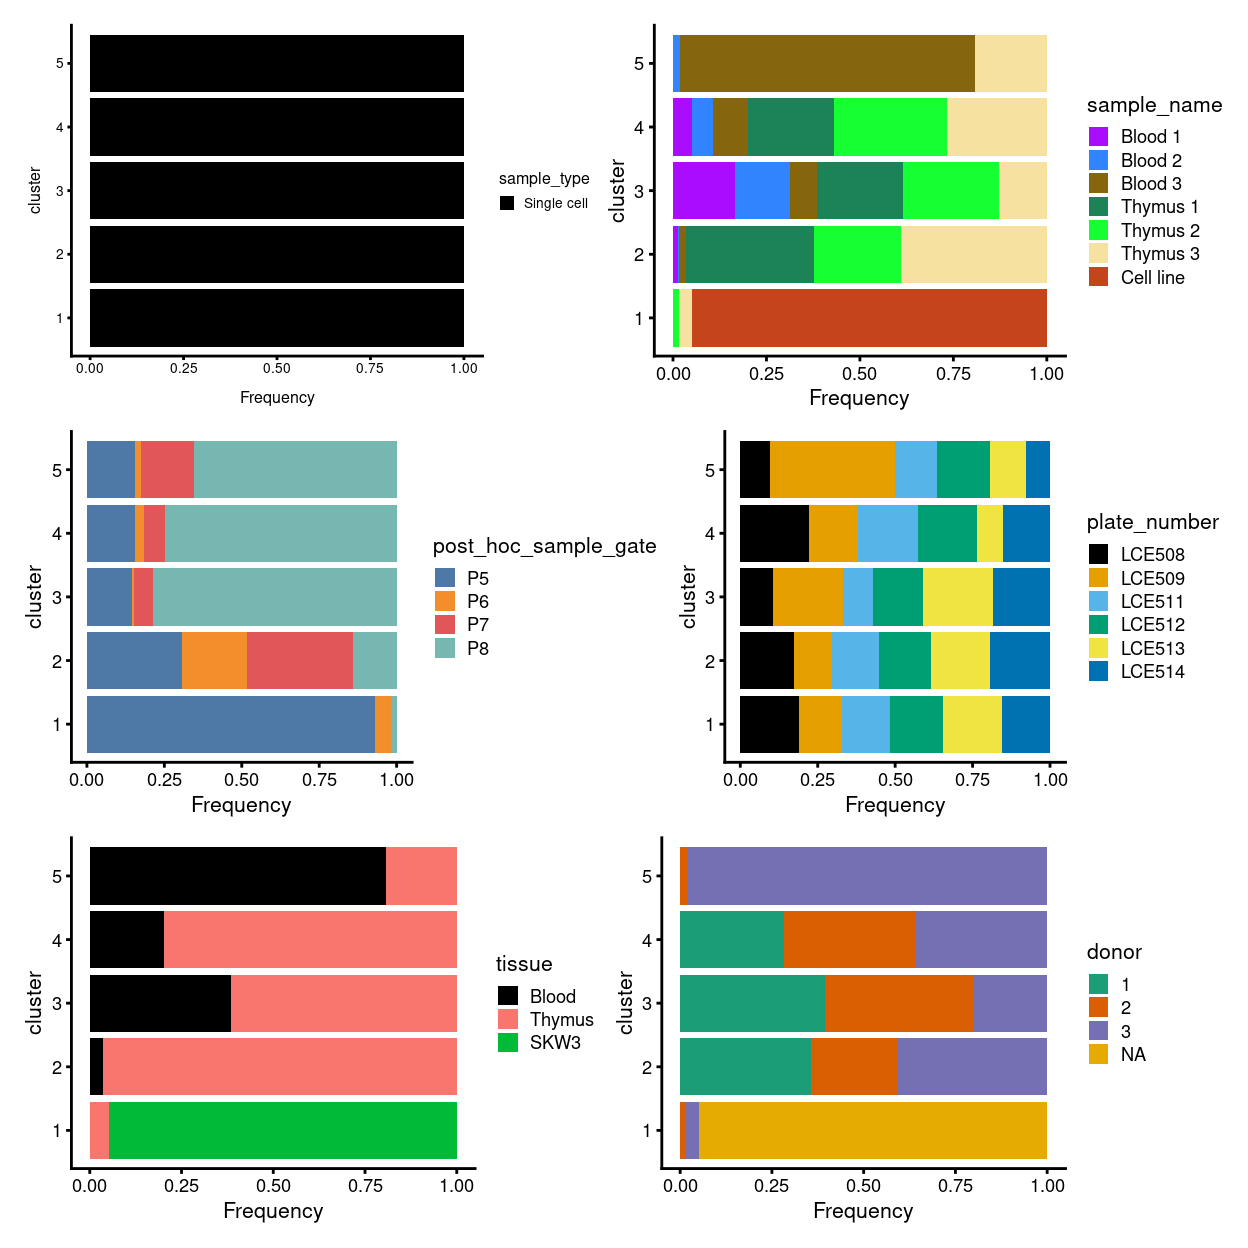 cluster
5
4
3
2
1
0.00 0.25 0.50 0.75 1.00
Frequency
sample_type
Single cell
cluster
5
4
3
2
1
0.00 0.25 0.50 0.75 1.00
Frequency
sample_name
Blood 1
Blood 2
Blood 3
Thymus 1
Thymus 2
Thymus 3
Cell line
cluster
5
4
3
2
1
0.00 0.25 0.50 0.75 1.00
Frequency
post_hoc_sample_gate
P5
P6
P7
P8
cluster
5
4
3
2
1
0.00 0.25 0.50 0.75 1.00
Frequency
plate_number
LCE508
LCE509
LCE511
LCE512
LCE513
LCE514
cluster
5
4
3
2
1
0.00 0.25 0.50 0.75 1.00
Frequency
tissue
Blood
Thymus
SKW3
cluster
5
4
3
2
1
0.00 0.25 0.50 0.75 1.00
Frequency
donor
1
2
3
NA